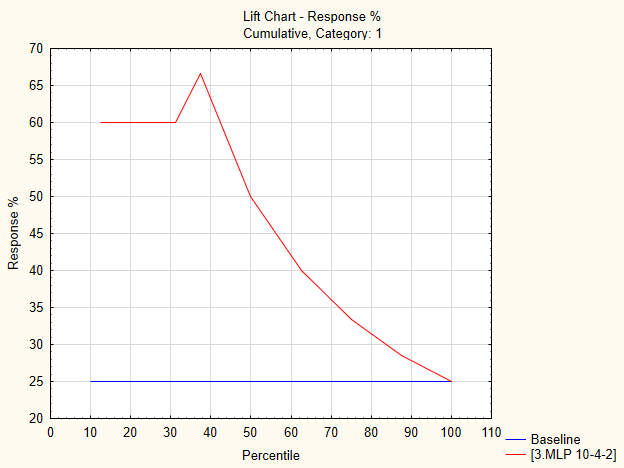 Lift Chart - Response %
Cumulative, Category: 1
70
65
60
55
50
45
40
35
30
25
20
Response %
0 10 20 30 40 50 60 70 80 90 100 110
Percentile
Baseline
[3.MLP 10-4-2]